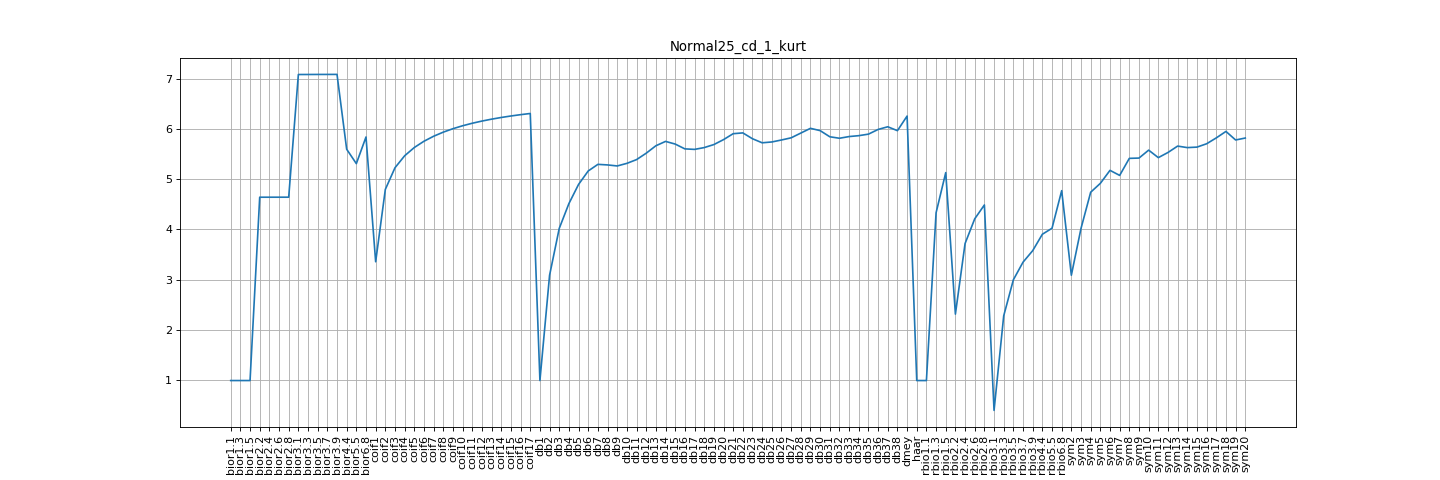 Normal25_cd_1_kurt
7
6
5
4
3
2
1
bior1.1
bior1.3
bior1.5
bior2.2
bior2.4
bior2.6
bior2.8
bior3.1
bior3.3
bior3.5
bior3.7
bior3.9
bior4.4
bior5.5
bior6.8
coif1
coif2
coif3
coif4
coif5
coif6
coif7
coif8
coif9
coif10
coif11
coif12
coif13
coif14
coif15
coif16
coif17
db1
db2
db3
db4
db5
db6
db7
db8
db9
db10
db11
db12
db13
db14
db15
db16
db17
db18
db19
db20
db21
db22
db23
db24
db25
db26
db27
db28
db29
db30
db31
db32
db33
db34
db35
db36
db37
db38
dmey
haar
rbio1.1
rbio1.3
rbio1.5
rbio2.2
rbio2.4
rbio2.6
rbio2.8
rbio3.1
rbio3.3
rbio3.5
rbio3.7
rbio3.9
rbio4.4
rbio5.5
rbio6.8
sym2
sym3
sym4
sym5
sym6
sym7
sym8
sym9
sym10
sym11
sym12
sym13
sym14
sym15
sym16
sym17
sym18
sym19
sym20